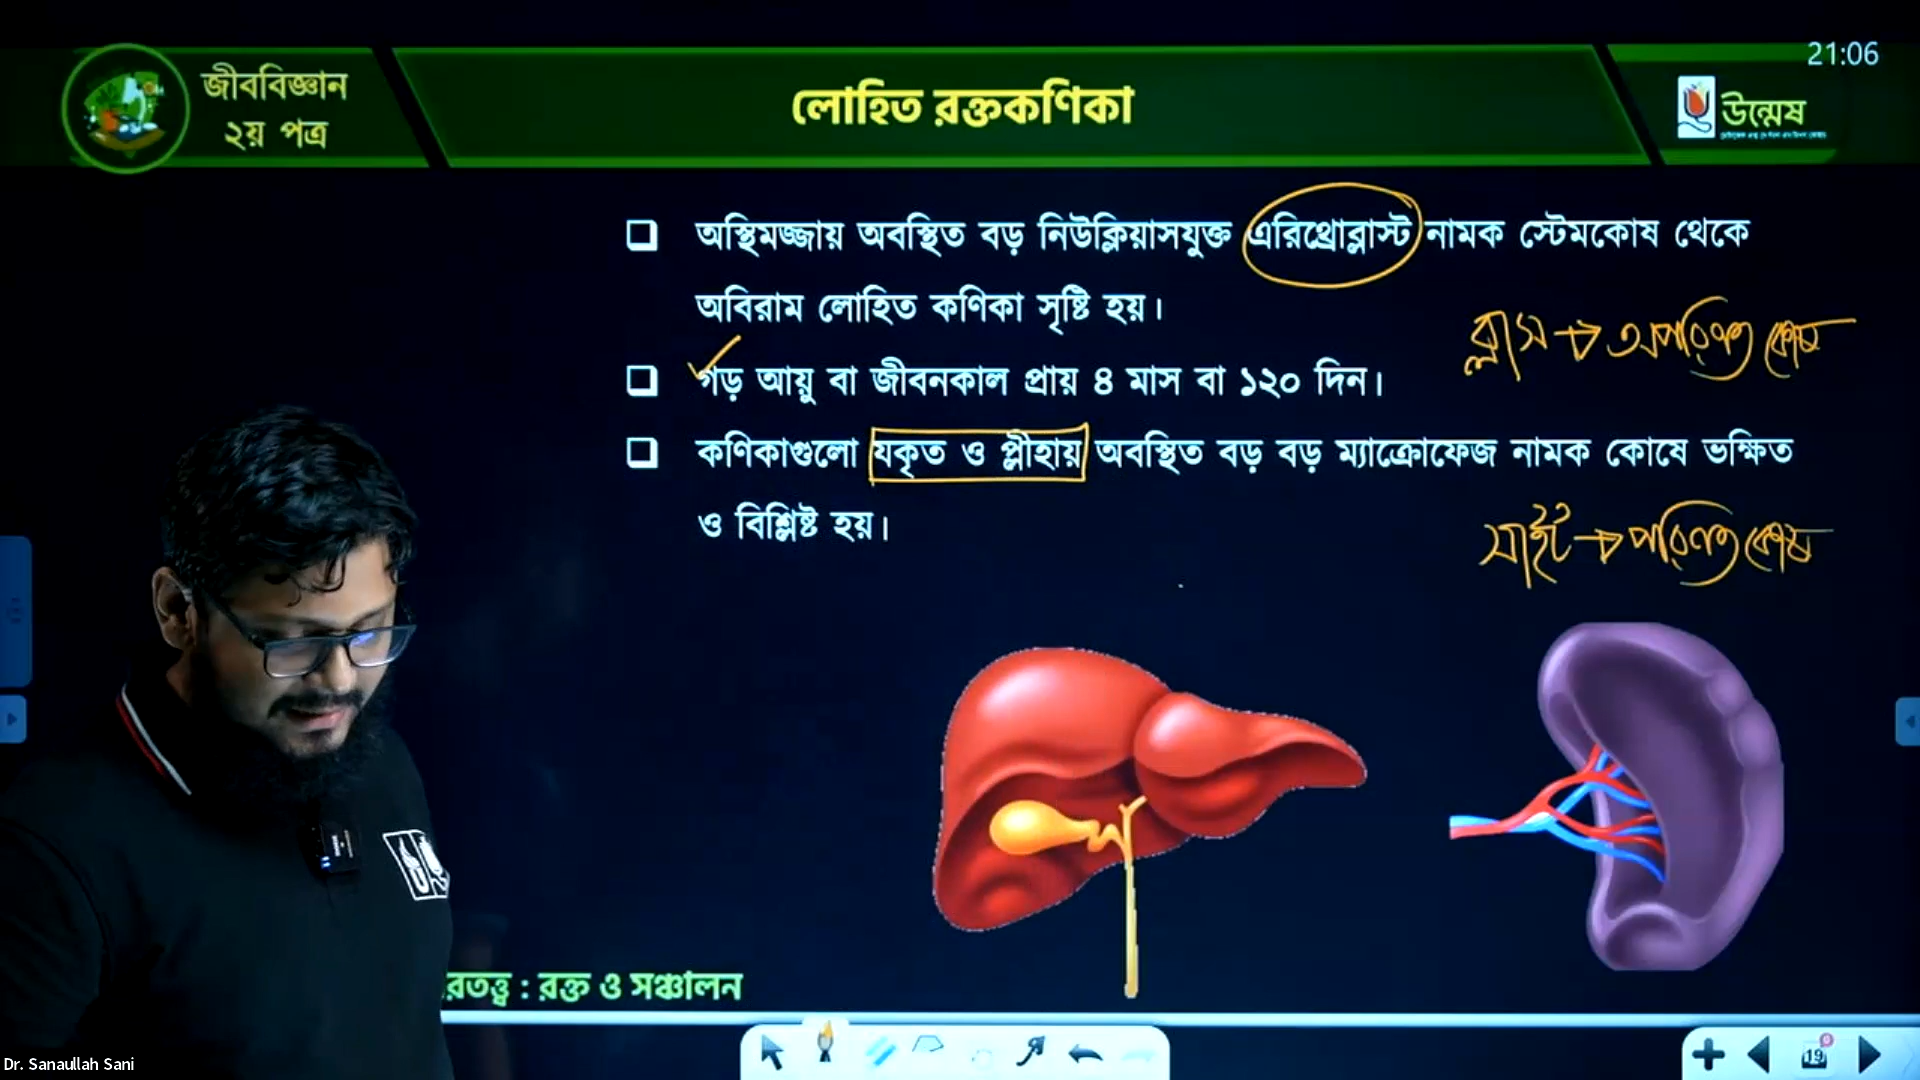 21:06
জীববিজ্ঞান
২য় পত্র
লোহিত রক্তকণিকা
উন্মেষ
অস্থিমজ্জায় অবস্থিত বড় নিউক্লিয়াসযুক্ত এরিথ্রোব্লাস্ট নামক স্টেমকোষ থেকে
অবিরাম লোহিত কণিকা সৃষ্টি হয়।
ব্লাস → অপরিণত কোষ
গড় আয়ু বা জীবনকাল প্রায় ৪ মাস বা ১২০ দিন।
কণিকাগুলো যকৃত ও প্লীহায় অবস্থিত বড় বড় ম্যাক্রোফেজ নামক কোষে ভক্ষিত
ও বিশ্লিষ্ট হয়।
সাইট → পরিণত কোষ
রতত্ত্ব : রক্ত ও সঞ্চালন
19
Dr. Sanaullah Sani